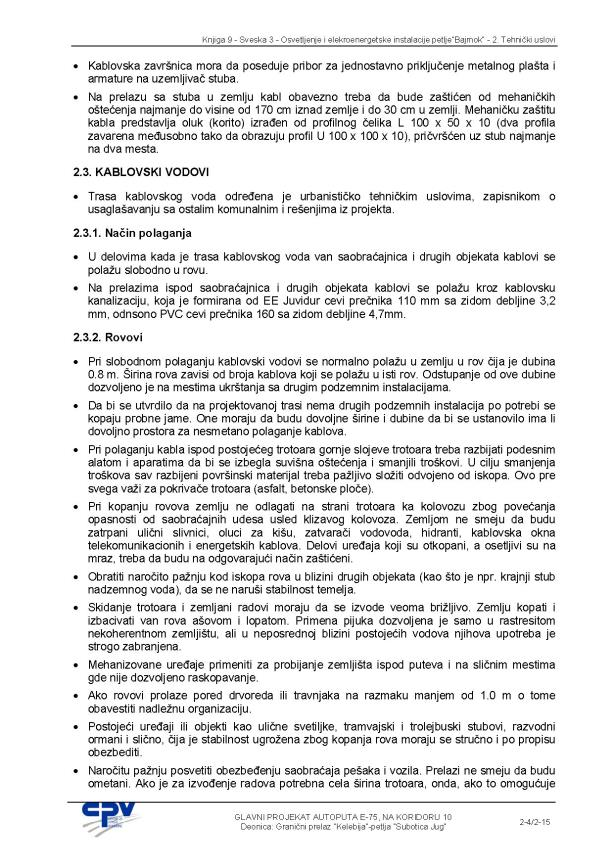 Knjiga 9 - Sveska 3 - Osvetljenje i elekroenergetske instalacije petlje"Bajmok" - 2. Tehnički uslovi
• Kablovska završnica mora da poseduje pribor za jednostavno priključenje metalnog plašta i
armature na uzemljivač stuba.
• Na prelazu sa stuba u zemlju kabl obavezno treba da bude zaštićen od mehaničkih
oštećenja najmanje do visine od 170 cm iznad zemlje i do 30 cm u zemlji. Mehaničku zaštitu
kabla predstavlja oluk (korito) izrađen od profilnog čelika L 100 x 50 x 10 (dva profila
zavarena međusobno tako da obrazuju profil U 100 x 100 x 10), pričvršćen uz stub najmanje
na dva mesta.
2.3. KABLOVSKI VODOVI
• Trasa kablovskog voda određena je urbanističko tehničkim uslovima, zapisnikom o
usaglašavanju sa ostalim komunalnim i rešenjima iz projekta.
2.3.1. Način polaganja
• U delovima kada je trasa kablovskog voda van saobraćajnica i drugih objekata kablovi se
polažu slobodno u rovu.
• Na prelazima ispod saobraćajnica i drugih objekata kablovi se polažu kroz kablovsku
kanalizaciju, koja je formirana od EE Juvidur cevi prečnika 110 mm sa zidom debljine 3,2
mm, odnsono PVC cevi prečnika 160 sa zidom debljine 4,7mm.
2.3.2. Rovovi
• Pri slobodnom polaganju kablovski vodovi se normalno polažu u zemlju u rov čija je dubina
0.8 m. Širina rova zavisi od broja kablova koji se polažu u isti rov. Odstupanje od ove dubine
dozvoljeno je na mestima ukrštanja sa drugim podzemnim instalacijama.
• Da bi se utvrdilo da na projektovanoj trasi nema drugih podzemnih instalacija po potrebi se
kopaju probne jame. One moraju da budu dovoljne širine i dubine da bi se ustanovilo ima li
dovoljno prostora za nesmetano polaganje kablova.
• Pri polaganju kabla ispod postojećeg trotoara gornje slojeve trotoara treba razbijati podesnim
alatom i aparatima da bi se izbegla suvišna oštećenja i smanjili troškovi. U cilju smanjenja
troškova sav razbijeni površinski materijal treba pažljivo složiti odvojeno od iskopa. Ovo pre
svega važi za pokrivače trotoara (asfalt, betonske ploče).
• Pri kopanju rovova zemlju ne odlagati na strani trotoara ka kolovozu zbog povećanja
opasnosti od saobraćajnih udesa usled klizavog kolovoza. Zemljom ne smeju da budu
zatrpani ulični slivnici, oluci za kišu, zatvarači vodovoda, hidranti, kablovska okna
telekomunikacionih i energetskih kablova. Delovi uređaja koji su otkopani, a osetljivi su na
mraz, treba da budu na odgovarajući način zaštićeni.
• Obratiti naročito pažnju kod iskopa rova u blizini drugih objekata (kao što je npr. krajnji stub
nadzemnog voda), da se ne naruši stabilnost temelja.
• Skidanje trotoara i zemljani radovi moraju da se izvode veoma brižljivo. Zemlju kopati i
izbacivati van rova ašovom i lopatom. Primena pijuka dozvoljena je samo u rastresitom
nekoherentnom zemljištu, ali u neposrednoj blizini postojećih vodova njihova upotreba je
strogo zabranjena.
• Mehanizovane uređaje primeniti za probijanje zemljišta ispod puteva i na sličnim mestima
gde nije dozvoljeno raskopavanje.
• Ako rovovi prolaze pored drvoreda ili travnjaka na razmaku manjem od 1.0 m o tome
obavestiti nadležnu organizaciju.
• Postojeći uređaji ili objekti kao ulične svetiljke, tramvajski i trolejbuski stubovi, razvodni
ormani i slično, čija je stabilnost ugrožena zbog kopanja rova moraju se stručno i po propisu
obezbediti.
• Naročitu pažnju posvetiti obezbeđenju saobraćaja pešaka i vozila. Prelazi ne smeju da budu
ometani. Ako je za izvođenje radova potrebna cela širina trotoara, onda, ako to omogućuje
GLAVNI PROJEKAT AUTOPUTA E-75, NA KORIDORU 10
Deonica: Granični prelaz "Kelebija"-petlja "Subotica Jug"
2-4/2-15